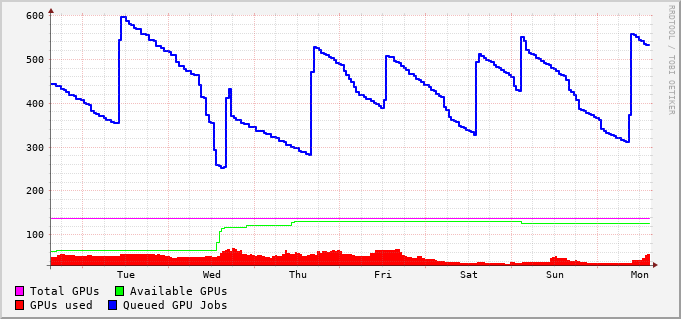 600
500
400
300
200
100
Tue Wed Thu Fri Sat Sun Mon
Total GPUs Available GPUs
GPUs used Queued GPU Jobs
RRDTOOL / TOBI OETIKER